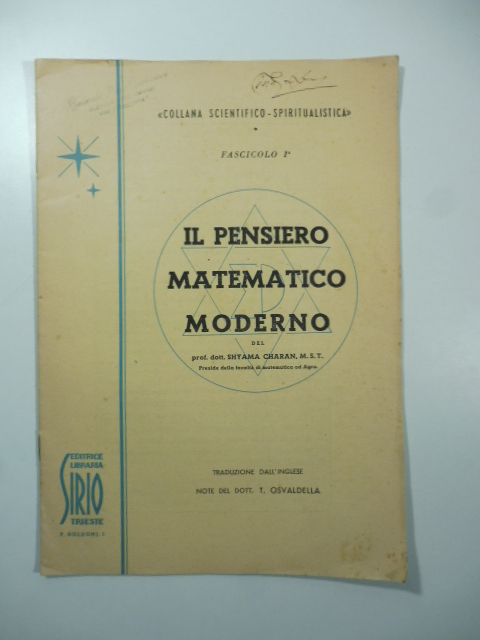 «COLLANA SCIENTIFICO-SPIRITUALISTICA»
FASCICOLO I°
IL PENSIERO
MATEMATICO
MODERNO
DEL
prof. dott. SHYAMA CHARAN, M. S. T.
Preside della facoltà di matematica ad Agra
TRADUZIONE DALL'INGLESE
NOTE DEL DOTT. T. OSVALDELLA
EDITRICE
LIBRARIA
SIRIO
TRIESTE